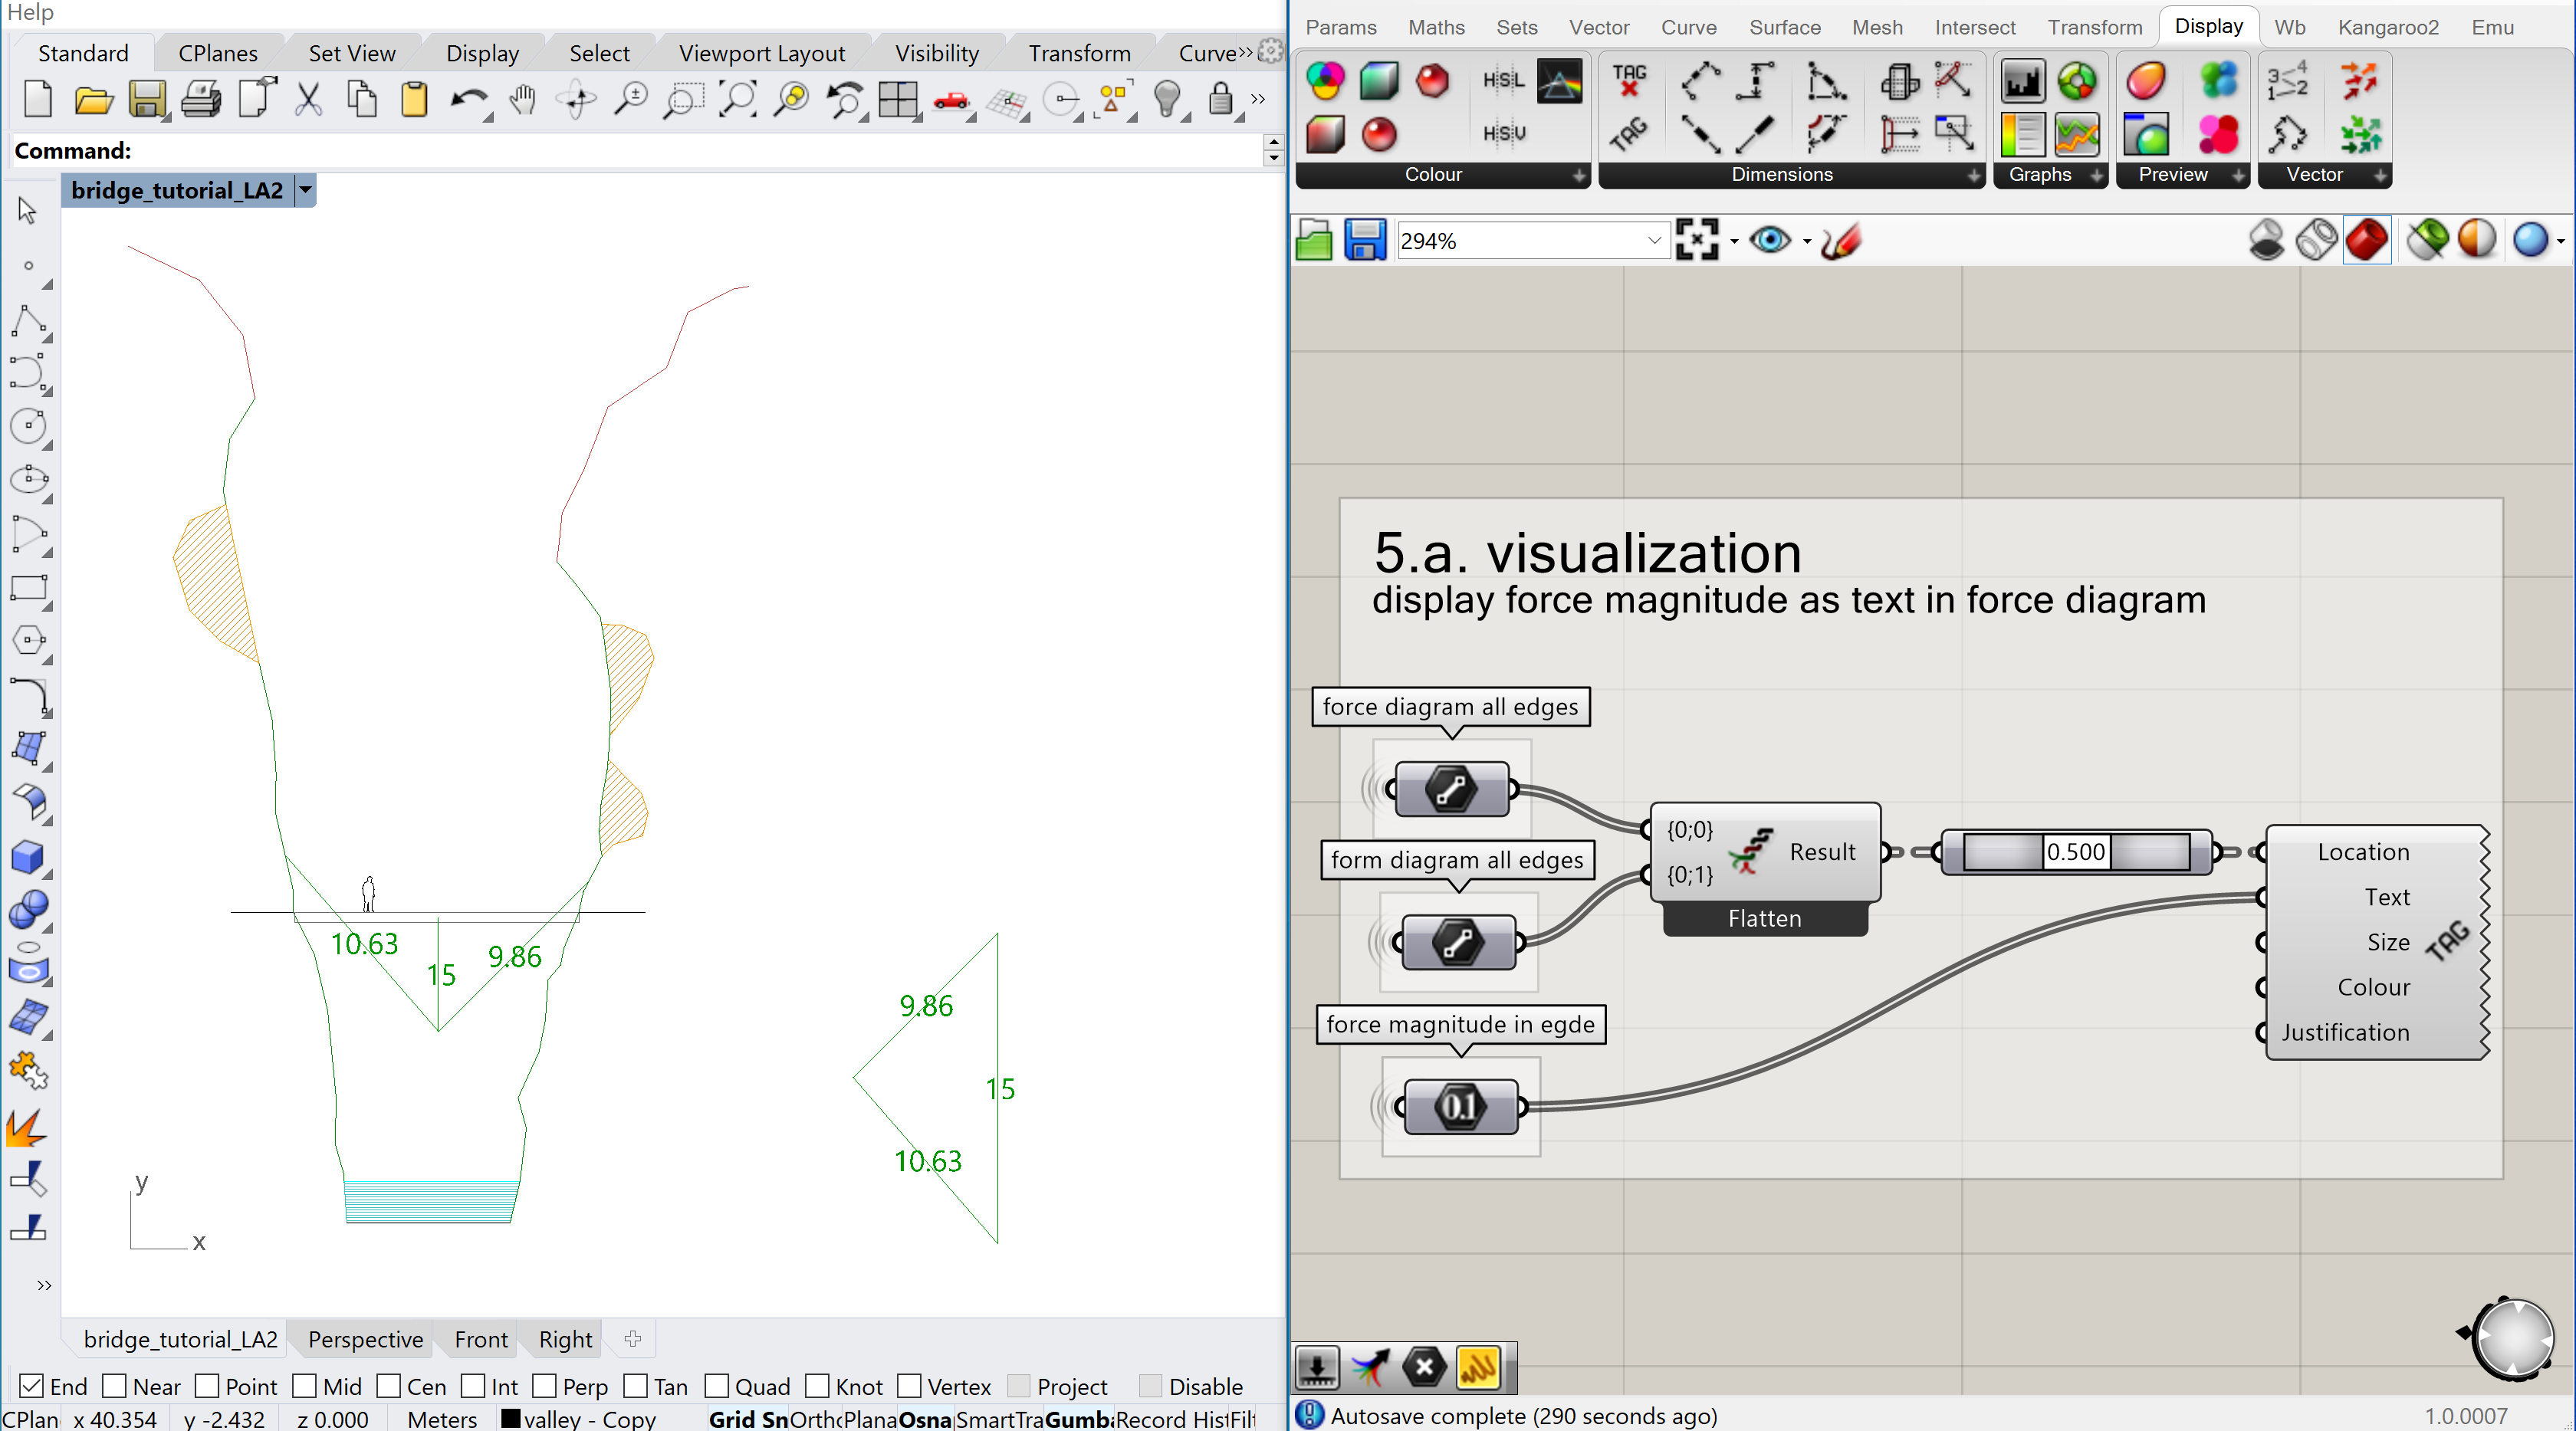 Help
Standard CPlanes Set View Display Select Viewport Layout Visibility Transform Curve
Command:
bridge_tutorial_LA2
10.63
15
9.86
9.86
15
10.63
y
x
bridge_tutorial_LA2 Perspective Front Right
End Near Point Mid Cen Int Perp Tan Quad Knot Vertex Project Disable
CPlan x 40.354 y -2.432 z 0.000 Meters valley - Copy Grid Sn Ortho Plana Osna SmartTra Gumba Record Hist Filt
Params Maths Sets Vector Curve Surface Mesh Intersect Transform Display Wb Kangaroo2 Emu
H S L
H S V
TAG
TAG
3 4
1 2
Colour Dimensions Graphs Preview Vector
294%
5.a. visualization
display force magnitude as text in force diagram
force diagram all edges
form diagram all edges
force magnitude in egde
0.1
{0;0}
{0;1}
Result
Flatten
0.500
Location
Text
Size
Colour
Justification
TAG
Autosave complete (290 seconds ago)
1.0.0007